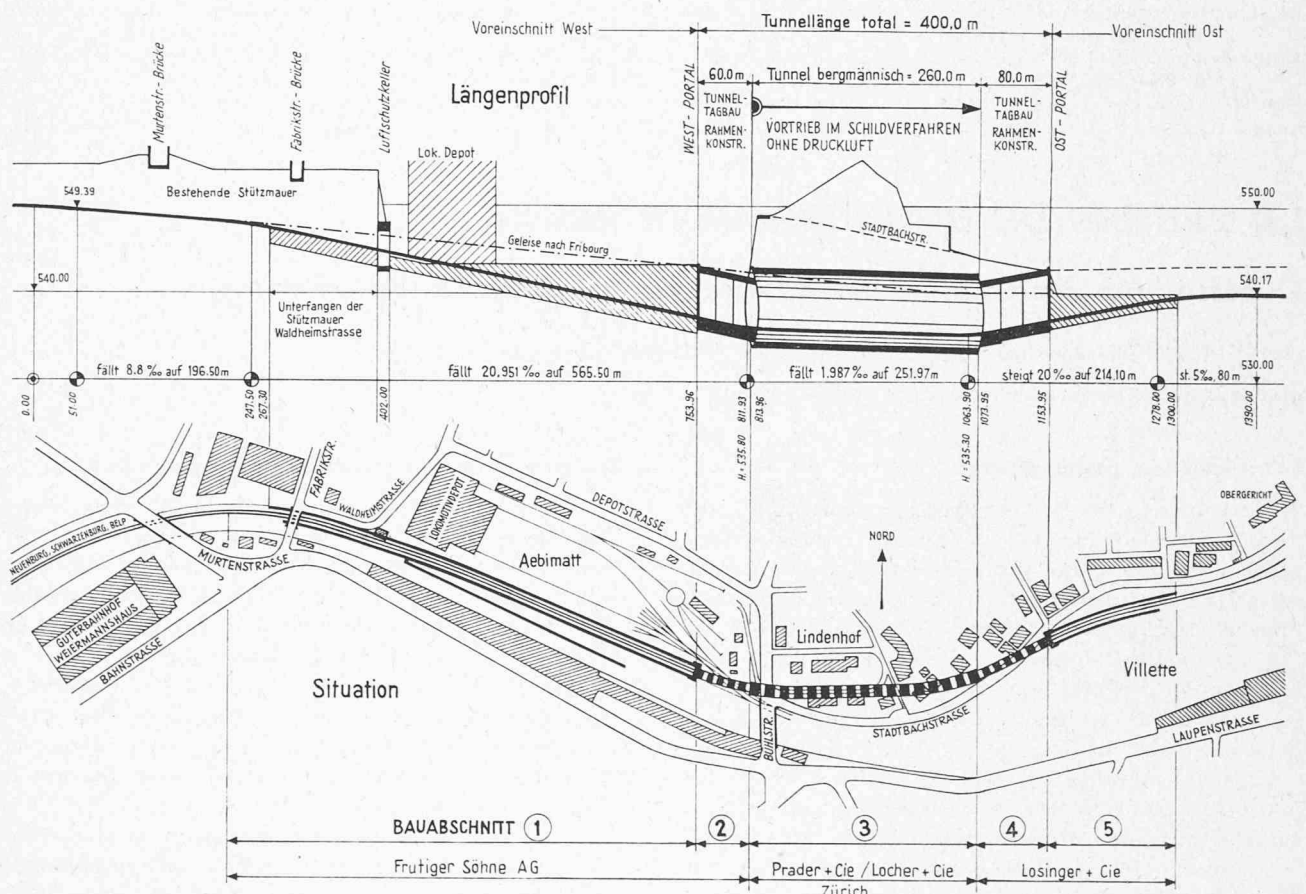 Tunnellänge total = 400,0 m
Voreinschnitt West
Voreinschnitt Ost
Murtenstr.-Brücke
Fabrikstr.-Brücke
Luftschutzkeller
Längenprofil
60.0 m
Tunnel bergmännisch = 260.0 m
80.0 m
WEST-PORTAL
TUNNEL-
TAGBAU
RAHMEN-
KONSTR.
VORTRIEB IM SCHILDVERFAHREN
OHNE DRUCKLUFT
TUNNEL-
TAGBAU
RAHMEN-
KONSTR.
OST-PORTAL
Lok. Depot
549.39
Bestehende Stützmauer
550.00
STADTBACHSTR.
Geleise nach Fribourg
540.00
540.17
Unterfangen der
Stützmauer
Waldheimstrasse
530.00
fällt 8.8 ‰ auf 196.50 m
fällt 20,951 ‰ auf 565.50 m
fällt 1.987 ‰ auf 251.97 m
steigt 20 ‰ auf 214.10 m
st. 5‰, 80 m
0.00
51.00
247.50
267.30
402.00
753.96
H.=535.80 811.93
813.96
H.=535.30 1063.90
1073.95
1153.95
1278.00
1300.00
1390.00
FABRIKSTR.
WALDHEIMSTRASSE
LOKOMOTIVDEPOT
DEPOTSTRASSE
OBERGERICHT
NEUENBURG, SCHWARZENBURG, BELP
MURTENSTRASSE
Aebimatt
NORD
GÜTERBAHNHOF
WEIERMANNSHAUS
BAHNSTRASSE
Lindenhof
Situation
Villette
STADTBACHSTRASSE
BÜHLSTR.
LAUPENSTRASSE
BAUABSCHNITT 1
2
3
4
5
Frutiger Söhne AG
Prader + Cie / Locher + Cie
Zürich
Losinger + Cie